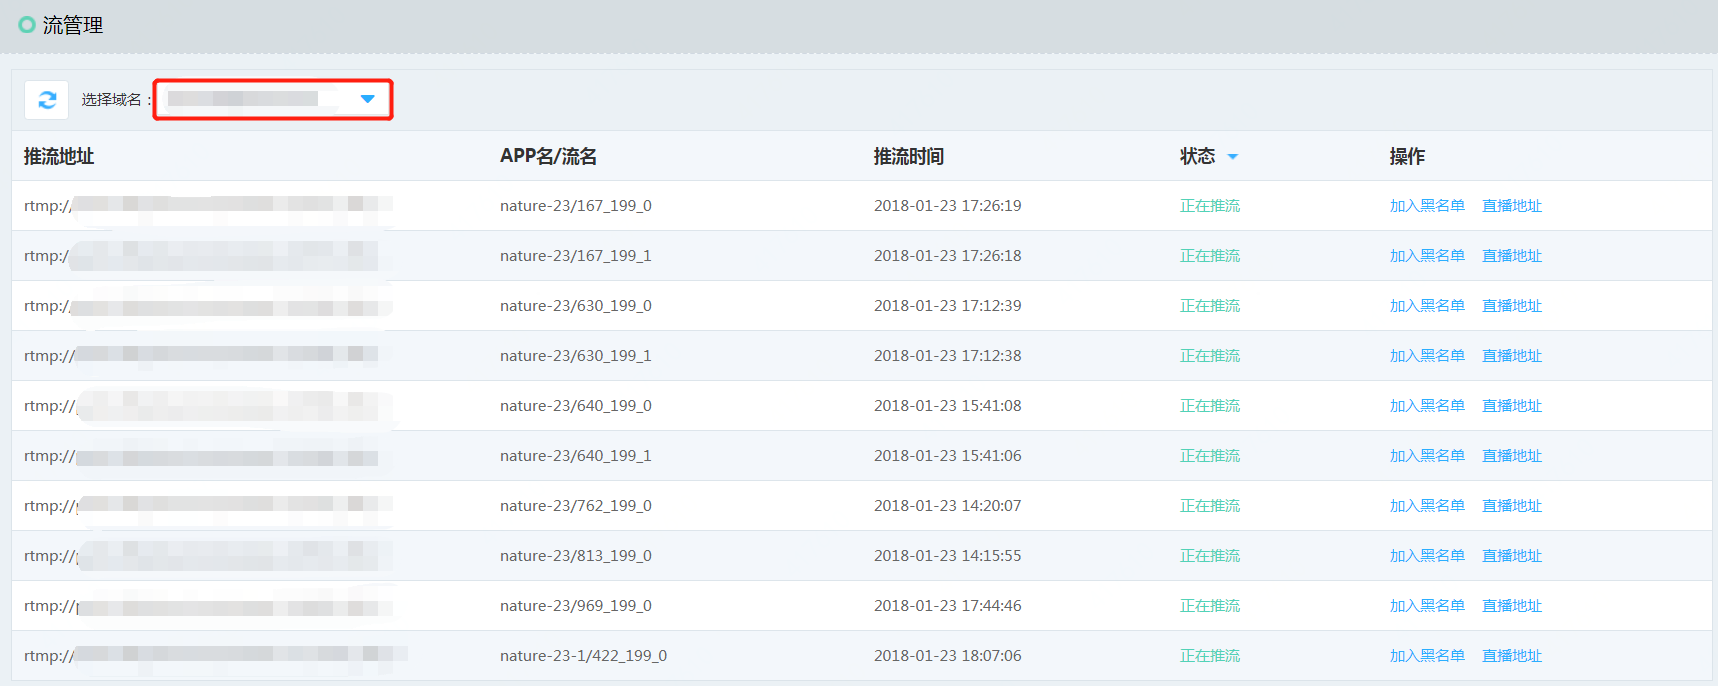 流管理
选择域名：
推流地址 APP名/流名 推流时间 状态 操作
rtmp:/ nature-23/167_199_0 2018-01-23 17:26:19 正在推流 加入黑名单 直播地址
rtmp:/ nature-23/167_199_1 2018-01-23 17:26:18 正在推流 加入黑名单 直播地址
rtmp:/ nature-23/630_199_0 2018-01-23 17:12:39 正在推流 加入黑名单 直播地址
rtmp:// nature-23/630_199_1 2018-01-23 17:12:38 正在推流 加入黑名单 直播地址
rtmp:// nature-23/640_199_0 2018-01-23 15:41:08 正在推流 加入黑名单 直播地址
rtmp:// nature-23/640_199_1 2018-01-23 15:41:06 正在推流 加入黑名单 直播地址
rtmp:// nature-23/762_199_0 2018-01-23 14:20:07 正在推流 加入黑名单 直播地址
rtmp:// nature-23/813_199_0 2018-01-23 14:15:55 正在推流 加入黑名单 直播地址
rtmp:// nature-23/969_199_0 2018-01-23 17:44:46 正在推流 加入黑名单 直播地址
rtmp:// nature-23-1/422_199_0 2018-01-23 18:07:06 正在推流 加入黑名单 直播地址